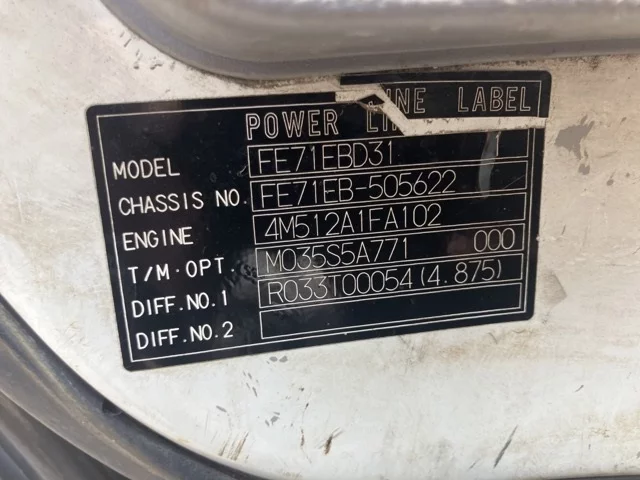 POWER LINE LABEL
MODEL FE71EBD31
CHASSIS NO. FE71EB-505622
ENGINE 4M512A1FA102
T/M·OPT. M035S5A771 000
DIFF.NO.1 R033T00054(4.875)
DIFF.NO.2